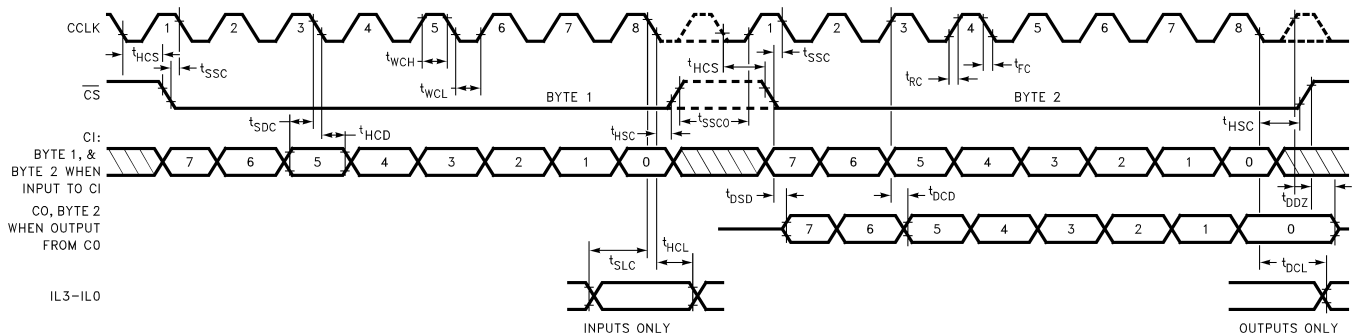 CCLK 1 2 3 4 5 6 7 8 1 2 3 4 5 6 7 8
tHCS tSSC tWCH tWCL tHCS tSSC tRC tFC
CS BYTE 1 BYTE 2
tSDC tHCD tHSC tSSCO tHSC
CI:
BYTE 1, &
BYTE 2 WHEN
INPUT TO CI
7 6 5 4 3 2 1 0 7 6 5 4 3 2 1 0
tDSD tDCD tDDZ
CO, BYTE 2
WHEN OUTPUT
FROM CO
7 6 5 4 3 2 1 0
tSLC tHCL tDCL
IL3-IL0
INPUTS ONLY OUTPUTS ONLY